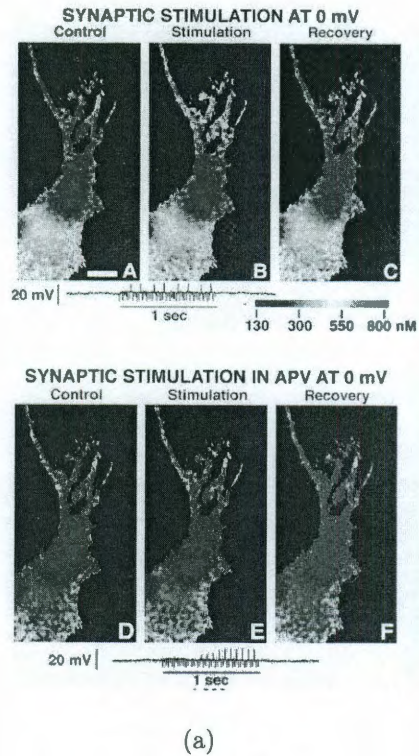 SYNAPTIC STIMULATION AT 0 mV
Control Stimulation Recovery
A B C
20 mV
1 sec
130 300 550 800 nM
SYNAPTIC STIMULATION IN APV AT 0 mV
Control Stimulation Recovery
D E F
20 mV
1 sec
(a)